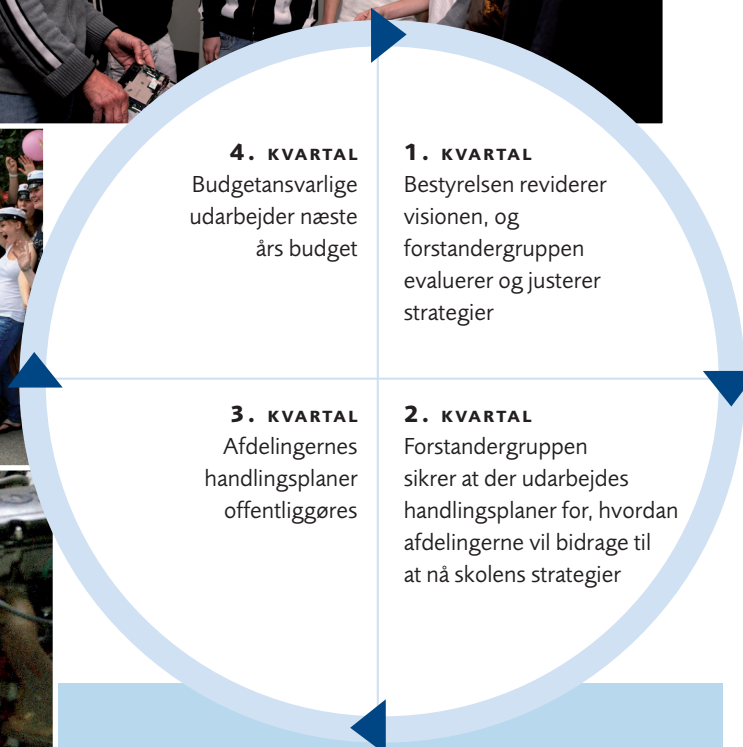 1. KVARTAL
Bestyrelsen reviderer
visionen, og
forstandergruppen
evaluerer og justerer
strategier
2. KVARTAL
Forstandergruppen
sikrer at der udarbejdes
handlingsplaner for, hvordan
afdelingerne vil bidrage til
at nå skolens strategier
3. KVARTAL
Afdelingernes
handlingsplaner
offentliggøres
4. KVARTAL
Budgetansvarlige
udarbejder næste
års budget